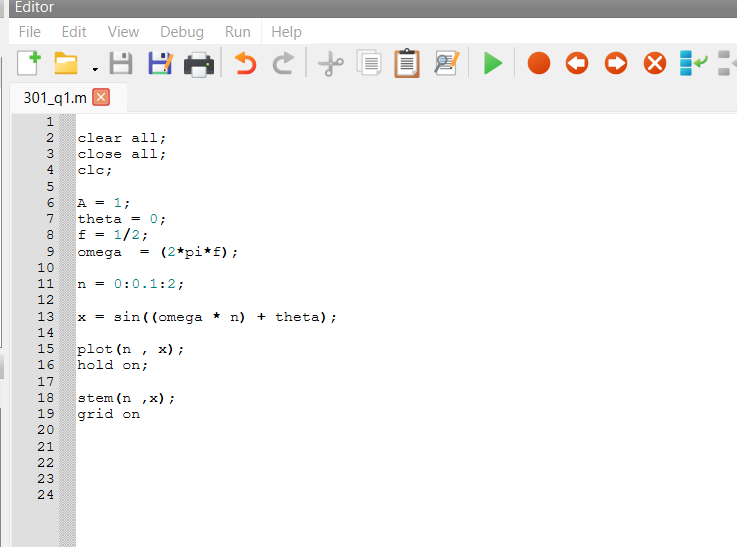 Editor
File Edit View Debug Run Help
301_q1.m
1
2 clear all;
3 close all;
4 clc;
5
6 A = 1;
7 theta = 0;
8 f = 1/2;
9 omega  = (2*pi*f);
10
11 n = 0:0.1:2;
12
13 x = sin((omega * n) + theta);
14
15 plot(n , x);
16 hold on;
17
18 stem(n ,x);
19 grid on
20
21
22
23
24